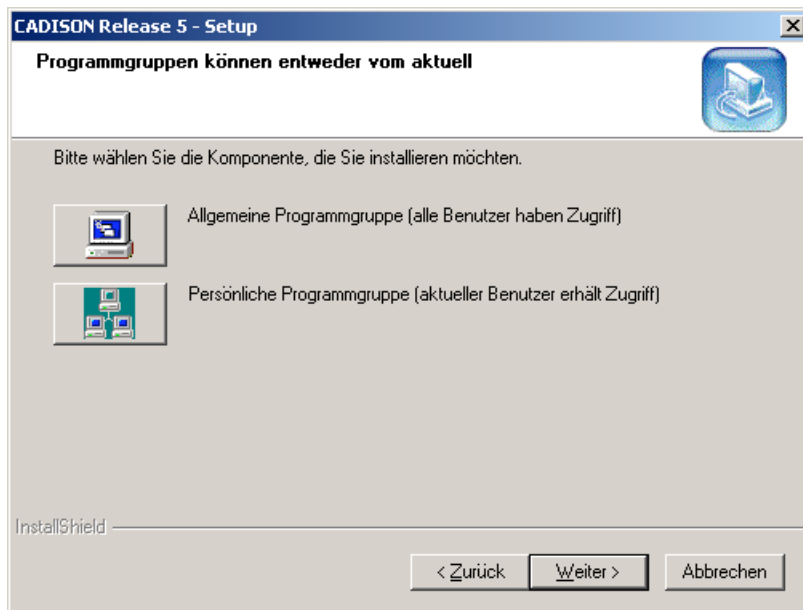 CADISON Release 5 - Setup
Programmgruppen können entweder vom aktuell
Bitte wählen Sie die Komponente, die Sie installieren möchten.
Allgemeine Programmgruppe (alle Benutzer haben Zugriff)
Persönliche Programmgruppe (aktueller Benutzer erhält Zugriff)
InstallShield
< Zurück Weiter > Abbrechen